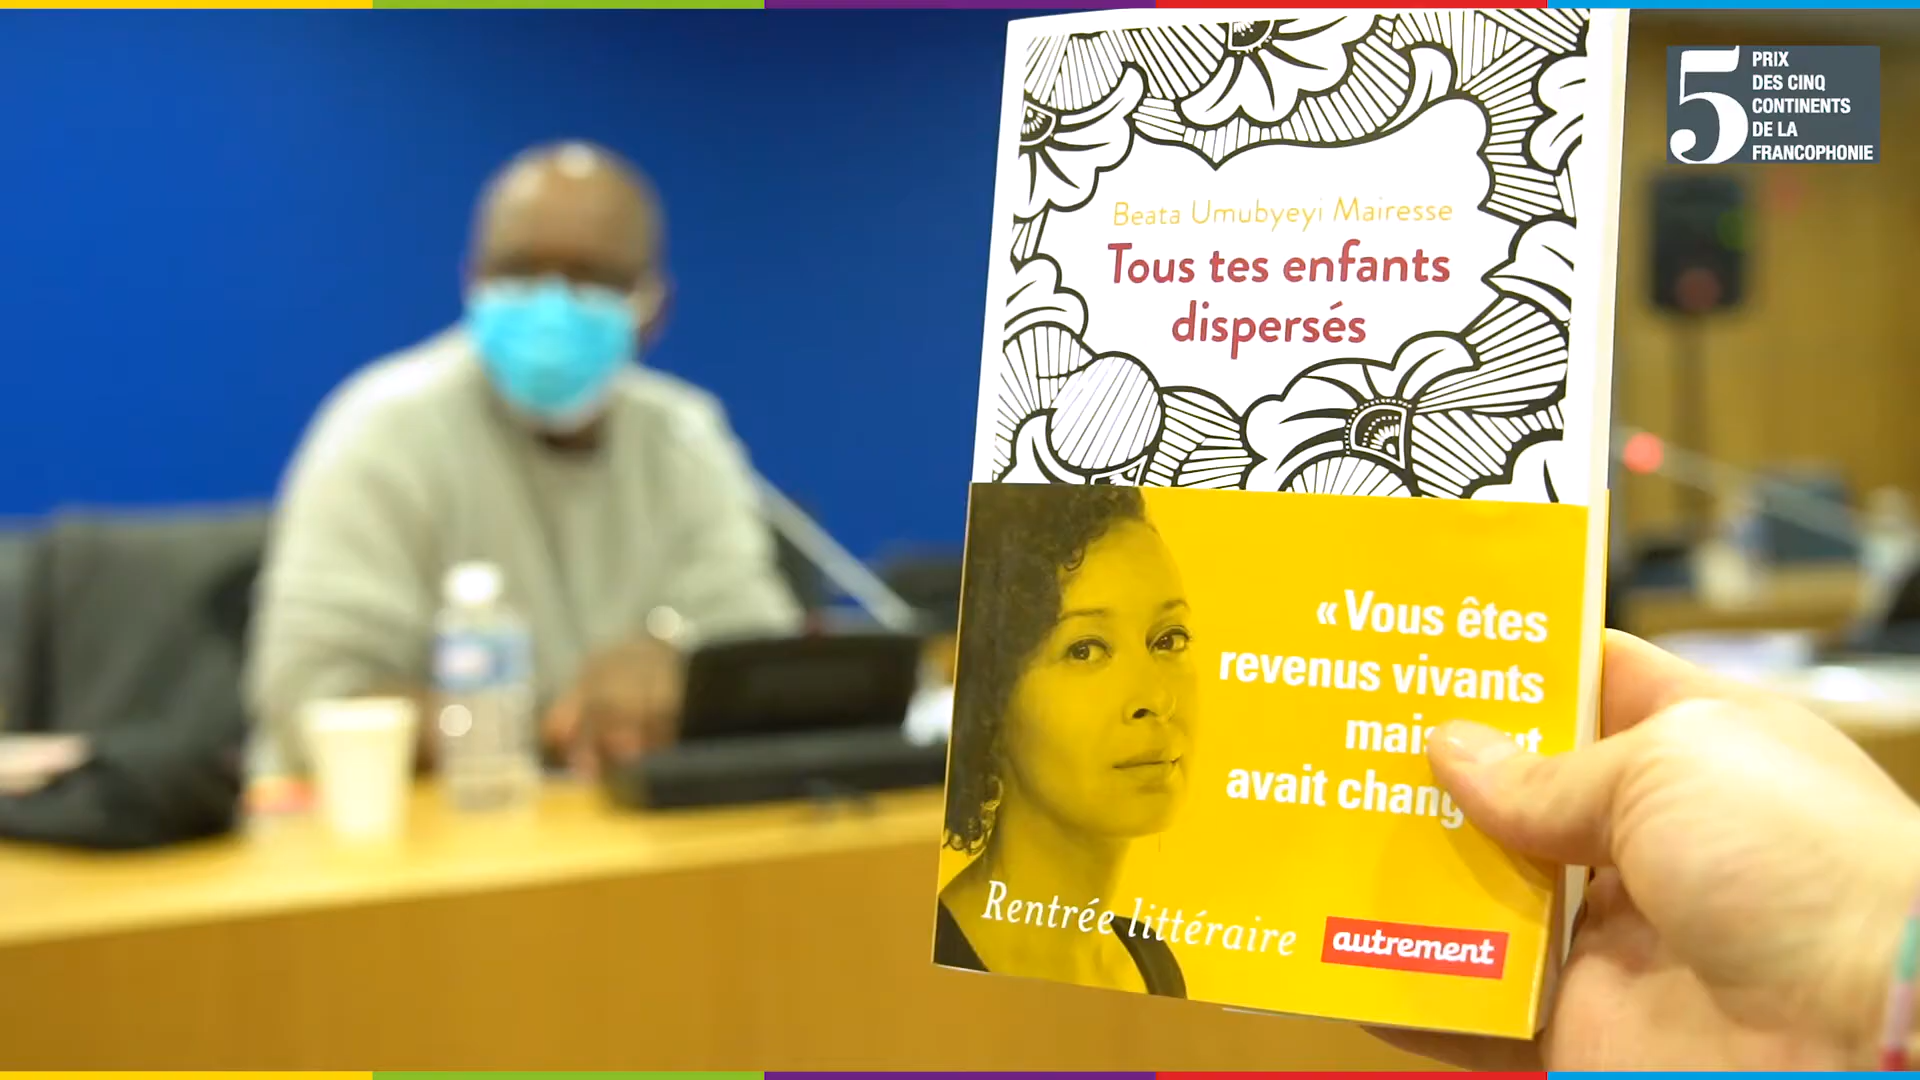 PRIX
DES CINQ
CONTINENTS
DE LA
FRANCOPHONIE
5
Beata Umubyeyi Mairesse
Tous tes enfants
dispersés
« Vous êtes
revenus vivants
mais
avait chang
Rentrée littéraire
autrement